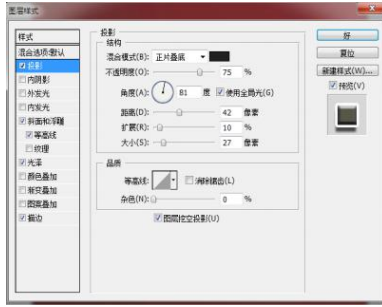 图层样式
样式
混合选项:默认
投影
内阴影
外发光
内发光
斜面和浮雕
等高线
纹理
光泽
颜色叠加
渐变叠加
图案叠加
描边
投影
结构
混合模式(B): 正片叠底
不透明度(O): 75 %
角度(A): 81 度 使用全局光(G)
距离(D): 42 像素
扩展(R): 10 %
大小(S): 27 像素
品质
等高线: 消除锯齿(L)
杂色(N): 0 %
图层挖空投影(U)
好
复位
新建样式(W)...
预览(V)